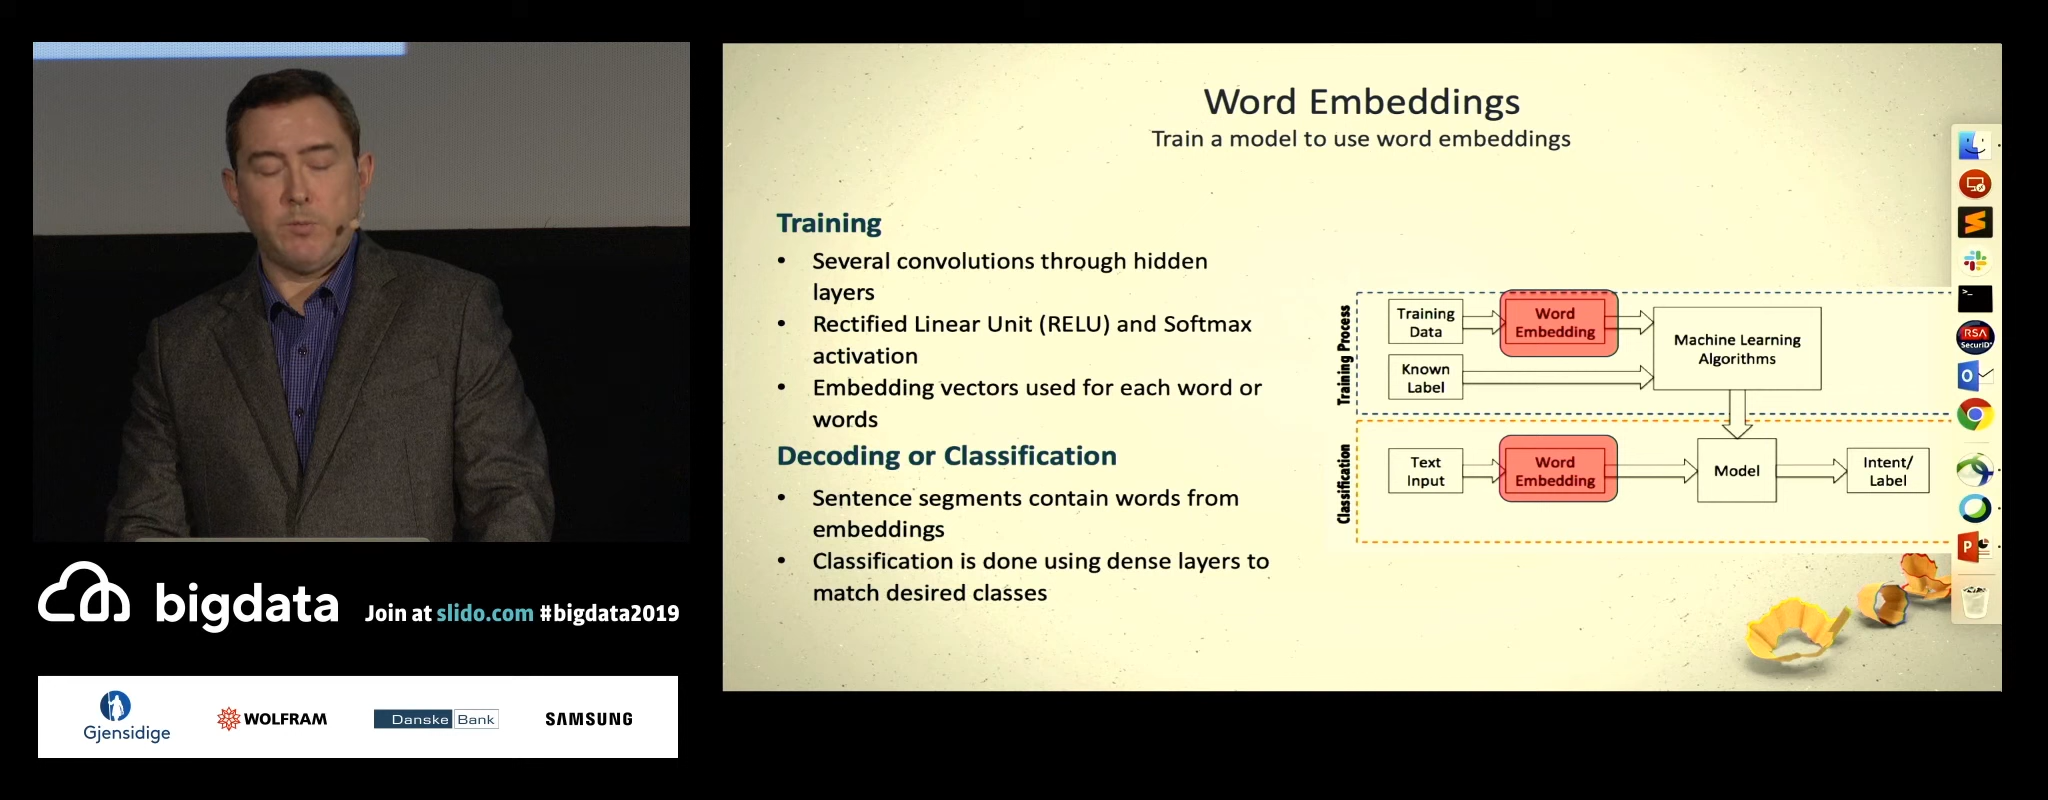 Word Embeddings
Train a model to use word embeddings
Training
• Several convolutions through hidden
layers
• Rectified Linear Unit (RELU) and Softmax
activation
• Embedding vectors used for each word or
words
Decoding or Classification
• Sentence segments contain words from
embeddings
• Classification is done using dense layers to
match desired classes
Training Process
Training
Data
Word
Embedding
Known
Label
Machine Learning
Algorithms
Classification
Text
Input
Word
Embedding
Model
Intent/
Label
>_
RSA
SecurID
O
P
bigdata
Join at slido.com #bigdata2019
Gjensidige
WOLFRAM
Danske Bank
SAMSUNG